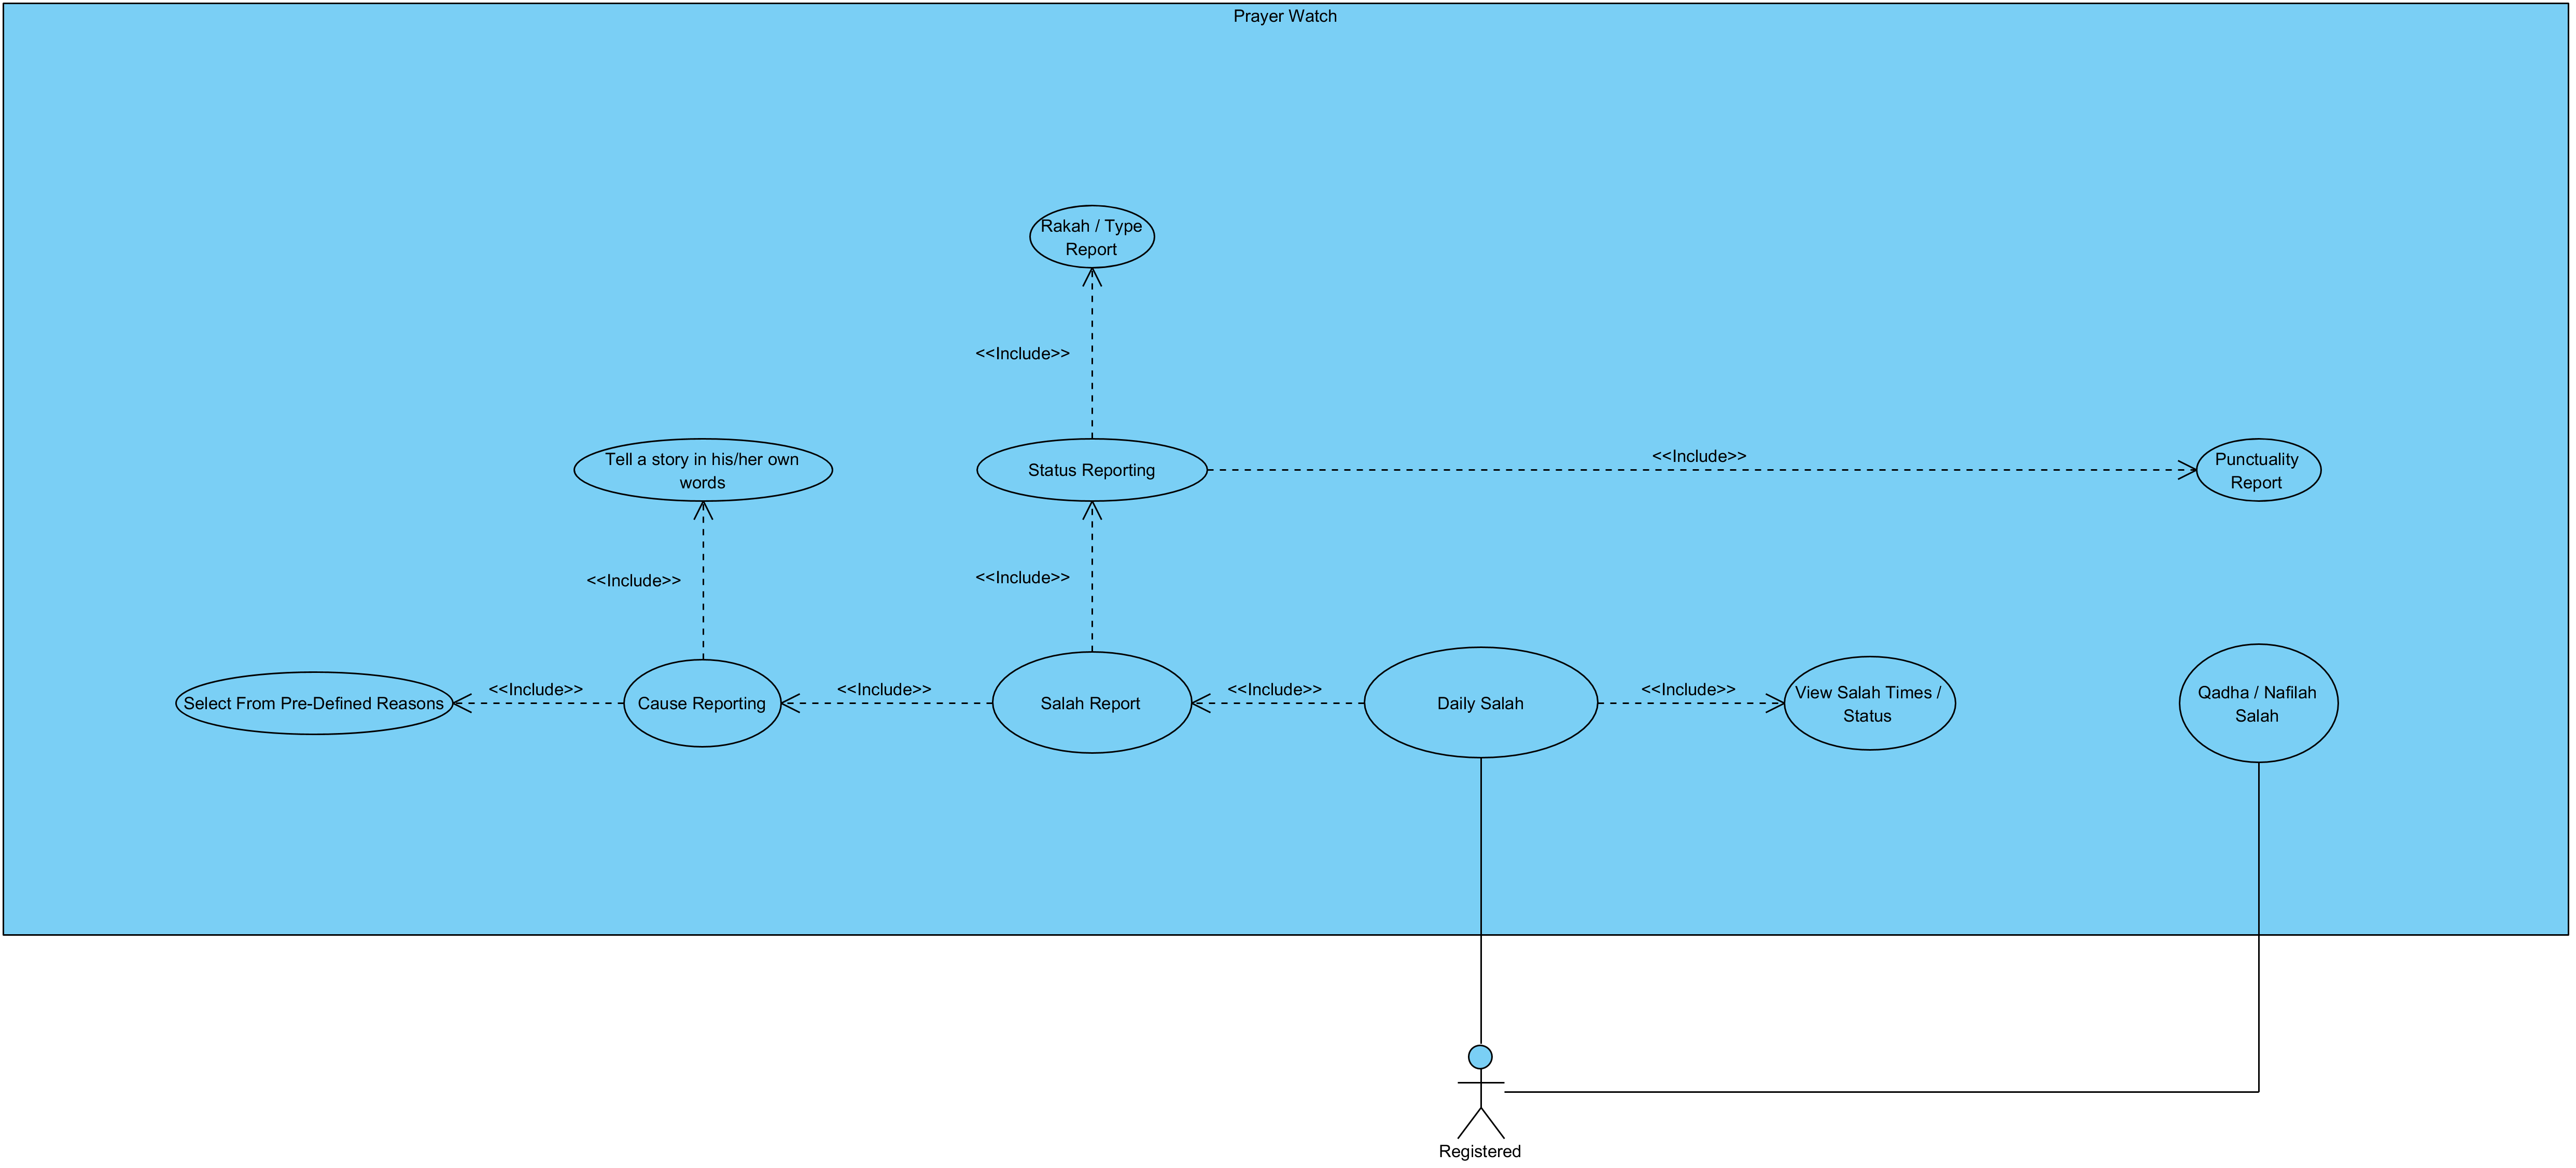 Prayer Watch
Rakah / Type
Report
<<Include>>
Tell a story in his/her own
words
Status Reporting
<<Include>>
Punctuality
Report
<<Include>>
<<Include>>
Select From Pre-Defined Reasons
<<Include>>
Cause Reporting
<<Include>>
Salah Report
<<Include>>
Daily Salah
<<Include>>
View Salah Times /
Status
Qadha / Nafilah
Salah
Registered